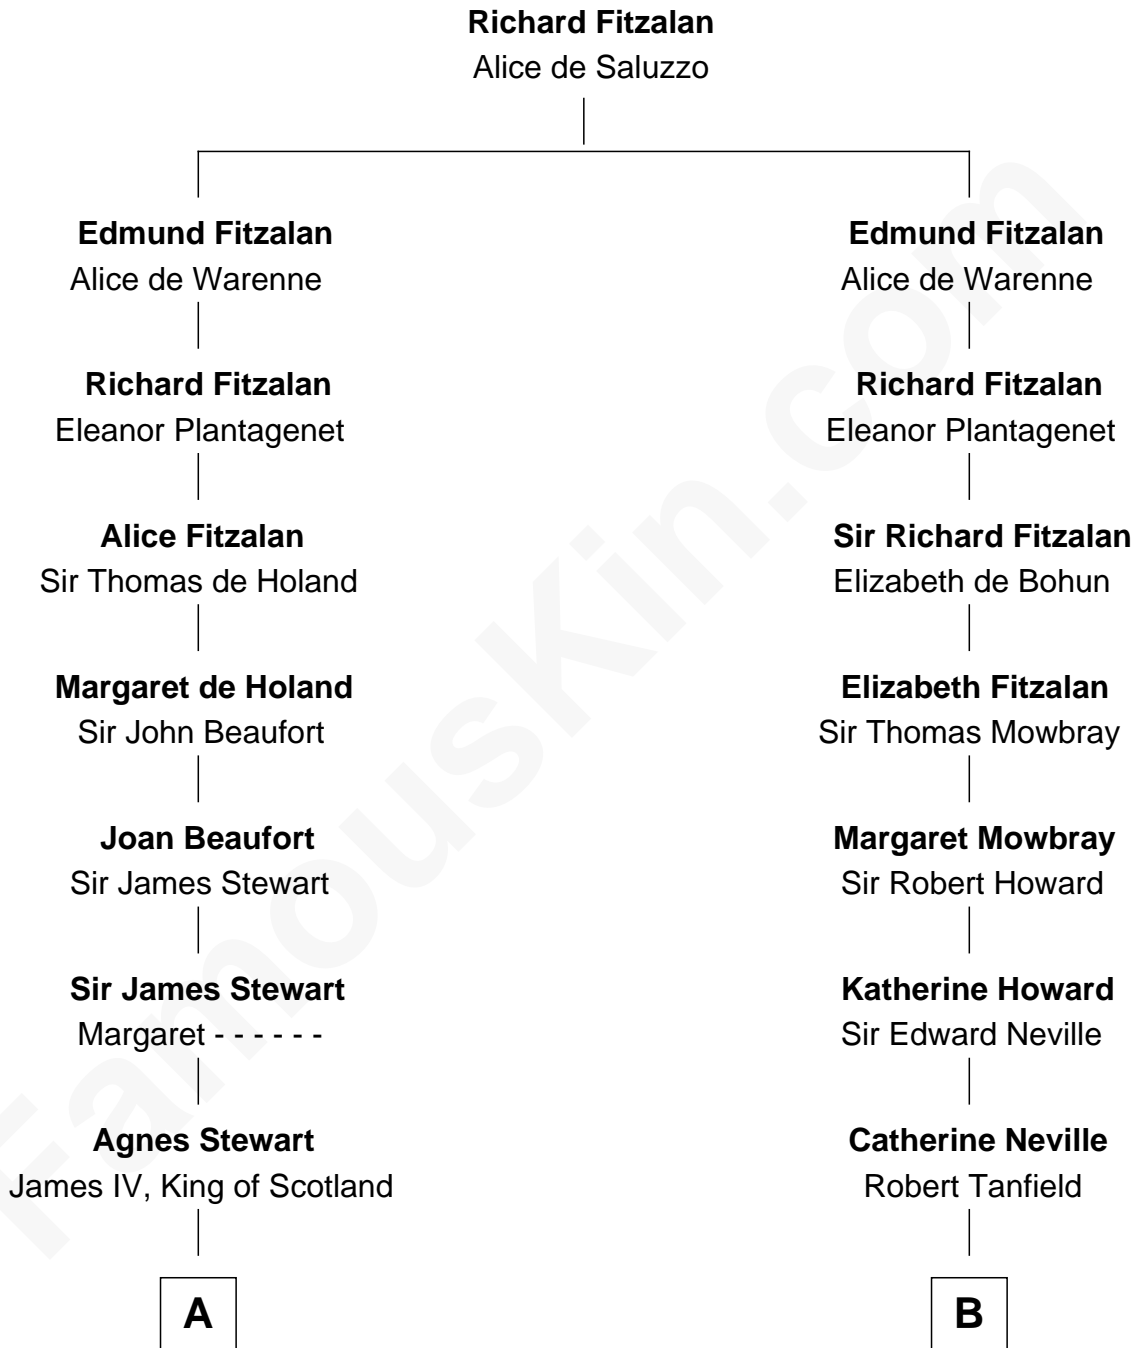 Richard Fitzalan
Alice de Saluzzo
Edmund Fitzalan
Alice de Warenne
Richard Fitzalan
Eleanor Plantagenet
Alice Fitzalan
Sir Thomas de Holand
Margaret de Holand
Sir John Beaufort
Joan Beaufort
Sir James Stewart
Sir James Stewart
Margaret - - - - - -
Agnes Stewart
James IV, King of Scotland
A
Edmund Fitzalan
Alice de Warenne
Richard Fitzalan
Eleanor Plantagenet
Sir Richard Fitzalan
Elizabeth de Bohun
Elizabeth Fitzalan
Sir Thomas Mowbray
Margaret Mowbray
Sir Robert Howard
Katherine Howard
Sir Edward Neville
Catherine Neville
Robert Tanfield
B
FamousKin.com